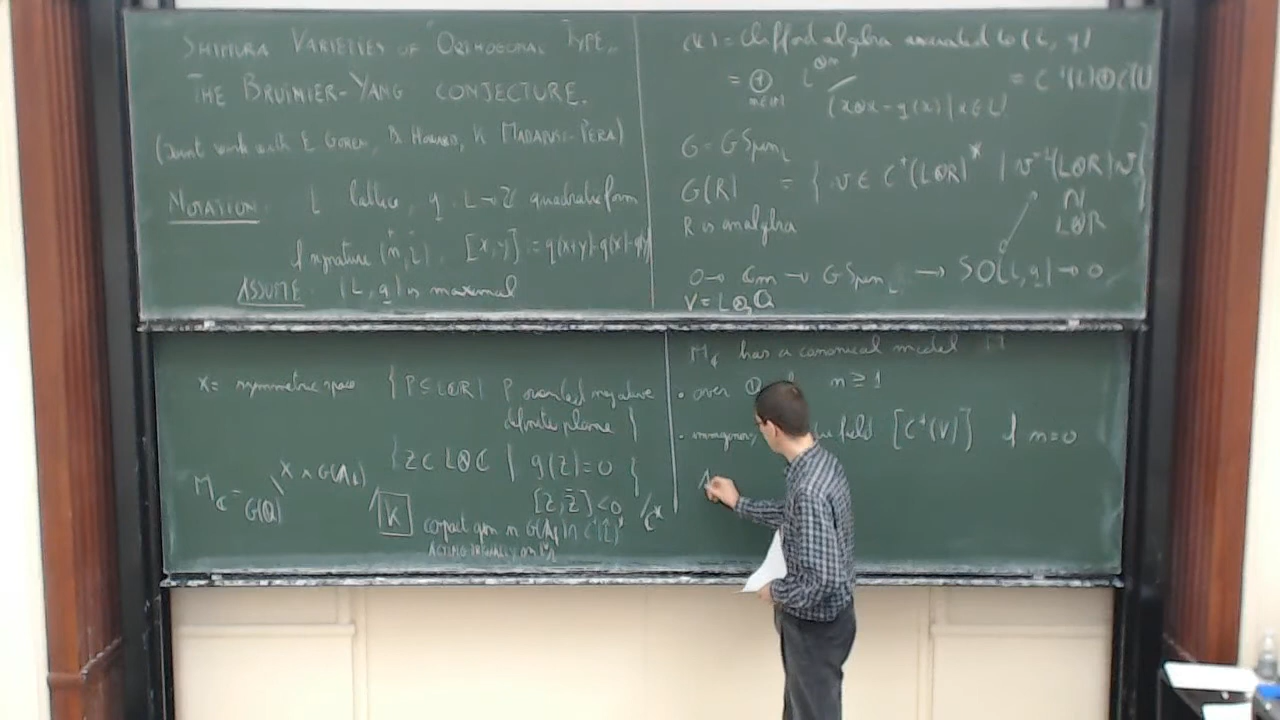 SHIMURA VARIETIES OF ORTHOGONAL TYPE.
THE BRUINIER-YANG CONJECTURE.
(Joint work with E GOREN, B. HOWARD, K MADAPUSI-PERA)
NOTATION. L lattice, q: L→Z quadratic form
of signature (n,2). [x,y] := q(x+y)-q(x)-q(y)
ASSUME: (L,q) is maximal
C(L) = Clifford algebra associated to (L,q)
= ⊕ L^⊗m / (x⊗x - q(x) | x∈L) = C⁺(L)⊕C⁻(L)
G = GSpin_L
G(R) = { v ∈ C⁺(L⊗R)^× | v⁻¹(L⊗R)v
∩
L⊗R }
R is an algebra
0→ G_m → GSpin_L → SO(L,q) → 0
V = L⊗Q
X = symmetric space { P⊆L⊗R | P oriented negative
definite plane }
{ z ∈ L⊗C | q(z)=0
[z,z̄]<0 } / C^×
M_C = G(Q)\ X × G(A_f) / K
compact open in G(A_f) in C⁺(L̂)^×
ACTING TRIVIALLY ON
M_C has a canonical model M
· over Q if n ≥ 1
· field [C⁺(V)] if n=0